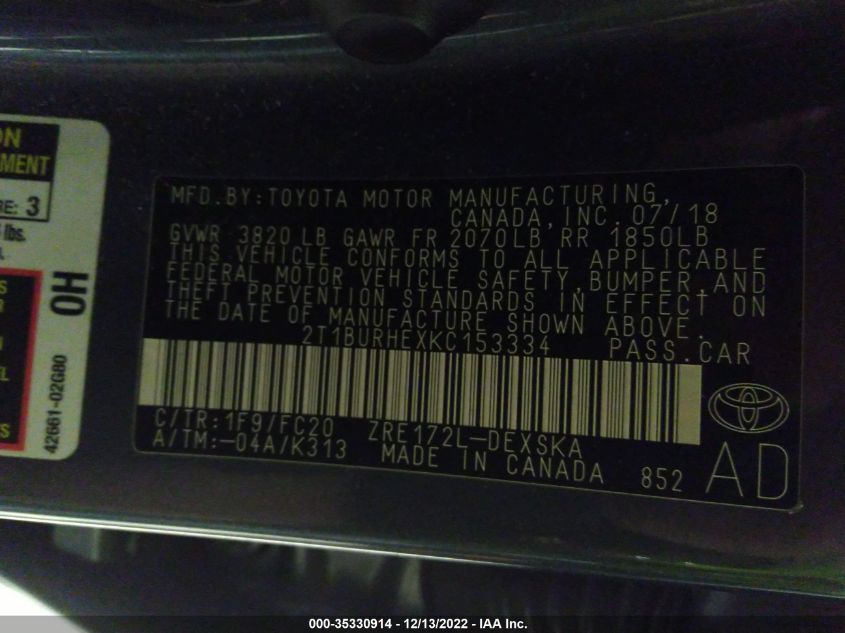 ON
MENT
RE: 3
lbs.
OH
42661-02G80
MFD.BY:TOYOTA MOTOR MANUFACTURING,
CANADA,INC.07/18
GVWR 3820LB GAWR FR 2070LB RR 1850LB
THIS VEHICLE CONFORMS TO ALL APPLICABLE
FEDERAL MOTOR VEHICLE SAFETY,BUMPER,AND
THEFT PREVENTION STANDARDS IN EFFECT ON
THE DATE OF MANUFACTURE SHOWN ABOVE.
2T1BURHEXKC153334 PASS.CAR
C/TR:1F9/FC20 ZRE172L-DEXSKA
A/TM:-04A/K313 MADE IN CANADA 852
AD
000-35330914 - 12/13/2022 - IAA Inc.